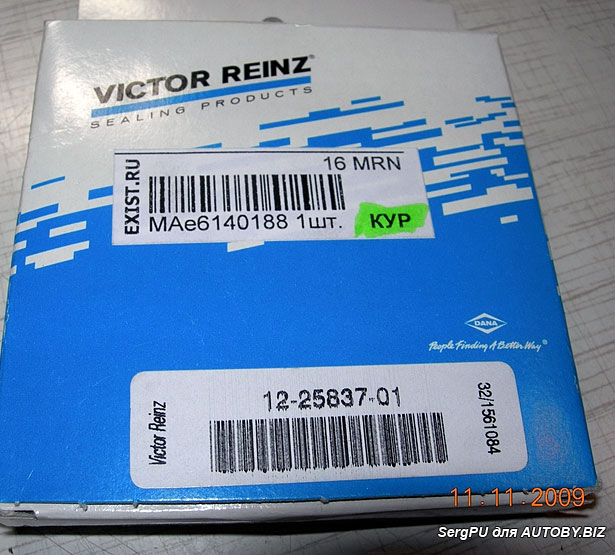 VICTOR REINZ®
SEALING PRODUCTS
EXIST.RU
16 MRN
MAe6140188 1шт.
КУР
DANA
People Finding A Better Way®
Victor Reinz
12-25837-01
32/1561084
11.11.2009
SergPU для AUTOBY.BIZ